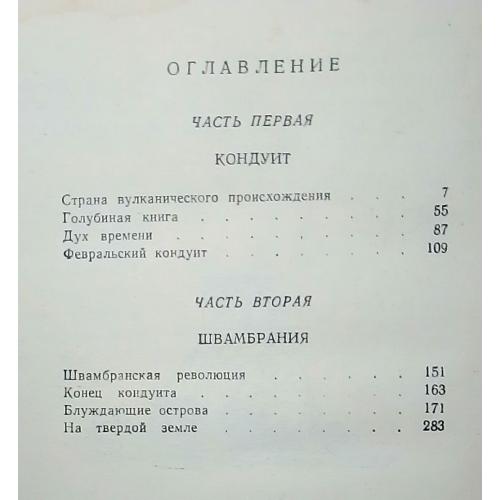 ОГЛАВЛЕНИЕ
ЧАСТЬ ПЕРВАЯ
КОНДУИТ
Страна вулканического происхождения . . . 7
Голубиная книга . . . . . . . . 55
Дух времени . . . . . . . . . 87
Февральский кондуит . . . . . . . 109
ЧАСТЬ ВТОРАЯ
ШВАМБРАНИЯ
Швамбранская революция . . . . . . 151
Конец кондуита . . . . . . . . 163
Блуждающие острова . . . . . . . 171
На твердой земле . . . . . . . . 283